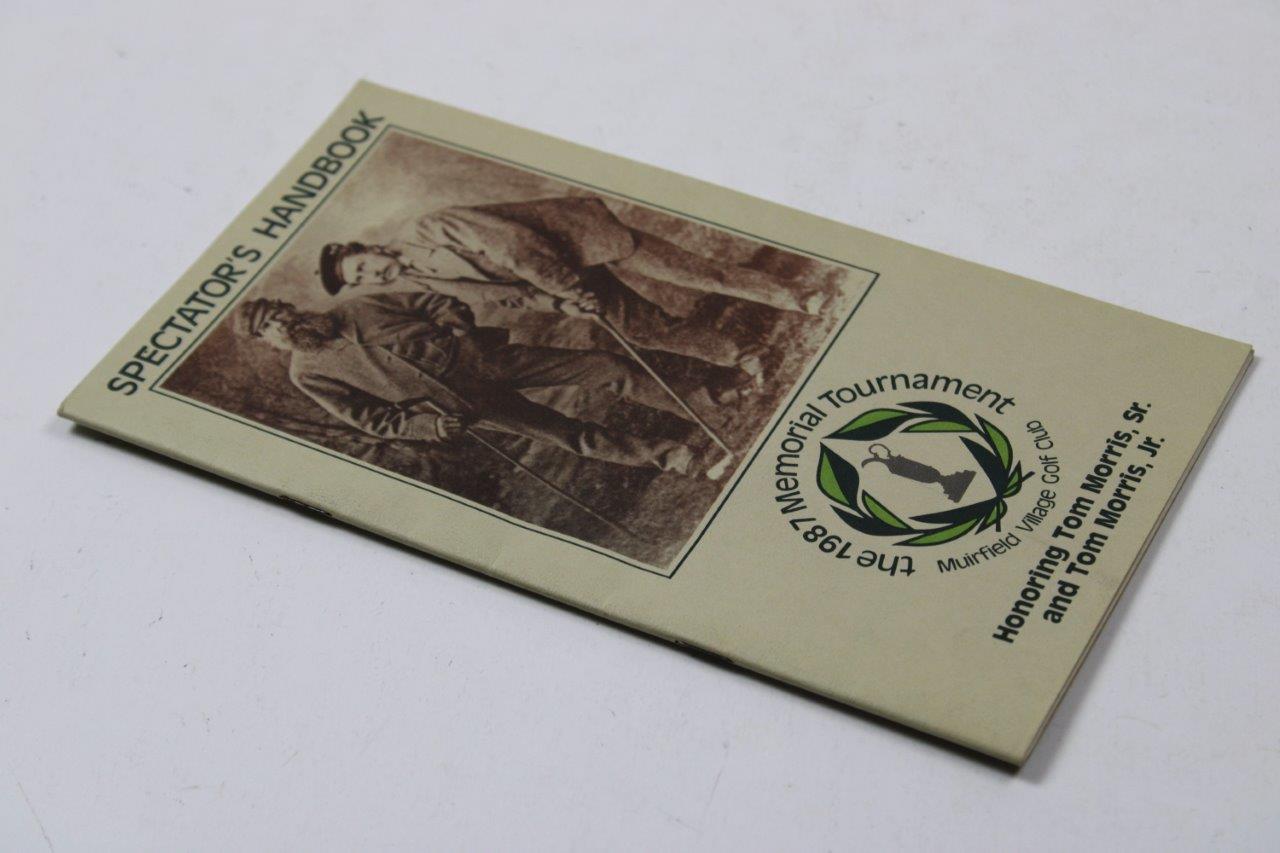 SPECTATOR'S HANDBOOK
the 1987 Memorial Tournament
Muirfield Village Golf Club
Honoring Tom Morris, Sr.
and Tom Morris, Jr.